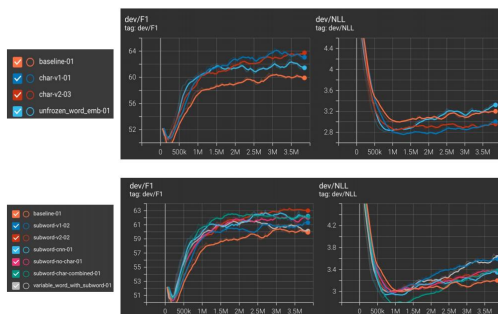 dev/F1
tag: dev/F1
dev/NLL
tag: dev/NLL
baseline-01
char-v1-01
char-v2-03
unfrozen_word_emb-01
64
60
56
52
0
500k
1M
1.5M
2M
2.5M
3M
3.5M
4.4
4
3.6
3.2
2.8
0
500k
1M
1.5M
2M
2.5M
3M
3.5M
dev/F1
tag: dev/F1
dev/NLL
tag: dev/NLL
baseline-01
subword-v1-02
subword-v2-02
subword-cnn-01
subword-no-char-01
subword-char-combined-01
variable_word_with_subword-01
63
61
59
57
55
53
51
0
500k
1M
1.5M
2M
2.5M
3M
3.5M
4.2
3.8
3.4
3
0
500k
1M
1.5M
2M
2.5M
3M
3.5M